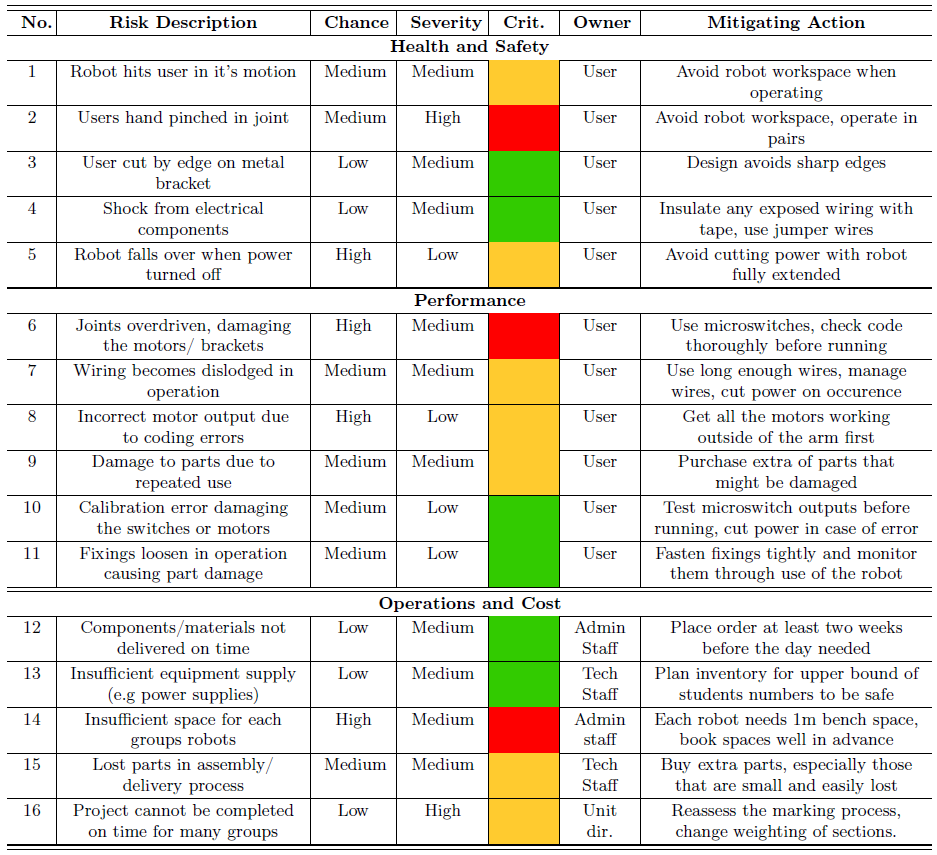 No. Risk Description Chance Severity Crit. Owner Mitigating Action
Health and Safety
1 Robot hits user in it's motion Medium Medium User Avoid robot workspace when
operating
2 Users hand pinched in joint Medium High User Avoid robot workspace, operate in
pairs
3 User cut by edge on metal Low Medium User Design avoids sharp edges
bracket
4 Shock from electrical Low Medium User Insulate any exposed wiring with
components tape, use jumper wires
5 Robot falls over when power High Low User Avoid cutting power with robot
turned off fully extended
Performance
6 Joints overdriven, damaging High Medium User Use microswitches, check code
the motors/ brackets thoroughly before running
7 Wiring becomes dislodged in Medium Medium User Use long enough wires, manage
operation wires, cut power on occurence
8 Incorrect motor output due High Low User Get all the motors working
to coding errors outside of the arm first
9 Damage to parts due to Medium Medium User Purchase extra of parts that
repeated use might be damaged
10 Calibration error damaging Medium Low User Test microswitch outputs before
the switches or motors running, cut power in case of error
11 Fixings loosen in operation Medium Low User Fasten fixings tightly and monitor
causing part damage them through use of the robot
Operations and Cost
12 Components/materials not Low Medium Admin Place order at least two weeks
delivered on time Staff before the day needed
13 Insufficient equipment supply Low Medium Tech Plan inventory for upper bound of
(e.g power supplies) Staff students numbers to be safe
14 Insufficient space for each High Medium Admin Each robot needs 1m bench space,
groups robots staff book spaces well in advance
15 Lost parts in assembly/ Medium Medium Tech Buy extra parts, especially those
delivery process Staff that are small and easily lost
16 Project cannot be completed Low High Unit Reassess the marking process,
on time for many groups dir. change weighting of sections.